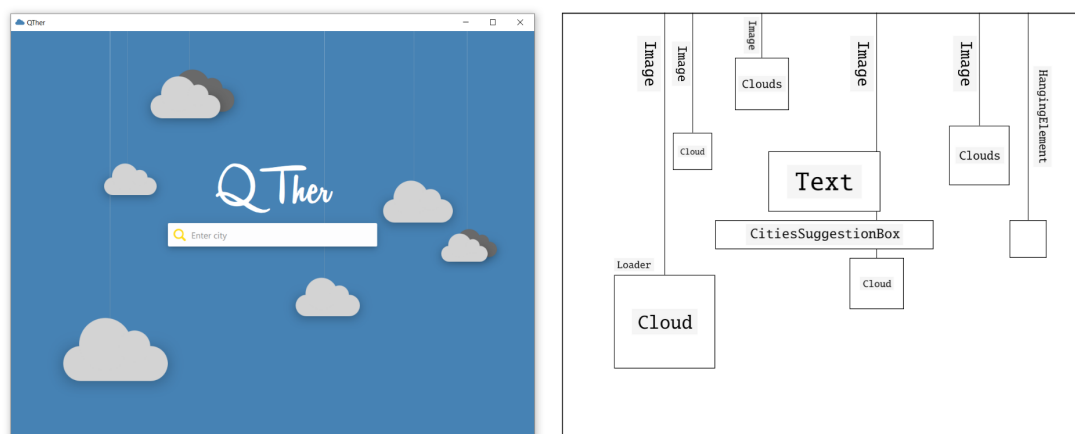 QTher
QTher
Enter city
Image
Image
Image
Clouds
Cloud
Image
Image
Clouds
HangingElement
Text
CitiesSuggestionBox
Cloud
Loader
Cloud